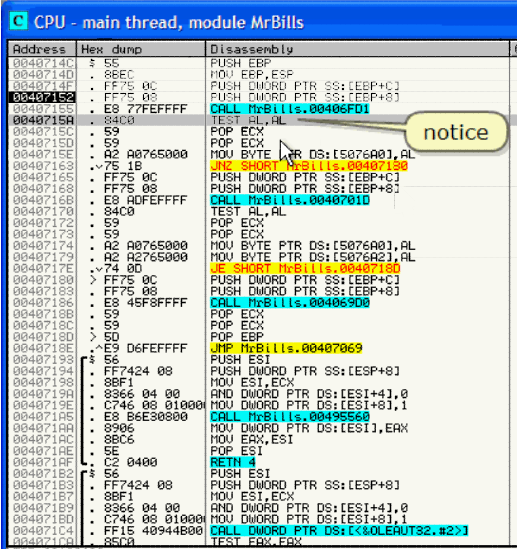 C CPU - main thread, module MrBills
Address Hex dump Disassembly
0040714C $ 55 PUSH EBP
0040714D . 8BEC MOV EBP,ESP
0040714F . FF75 0C PUSH DWORD PTR SS:[EBP+C]
00407152 . FF75 08 PUSH DWORD PTR SS:[EBP+8]
00407155 . E8 77FEFFFF CALL MrBills.00406FD1
0040715A . 84C0 TEST AL,AL
0040715C . 59 POP ECX
0040715D . 59 POP ECX
0040715E . A2 A0765000 MOV BYTE PTR DS:[5076A0],AL
00407163 .v75 1B JNZ SHORT MrBills.00407180
00407165 . FF75 0C PUSH DWORD PTR SS:[EBP+C]
00407168 . FF75 08 PUSH DWORD PTR SS:[EBP+8]
0040716B . E8 ADFEFFFF CALL MrBills.0040701D
00407170 . 84C0 TEST AL,AL
00407172 . 59 POP ECX
00407173 . 59 POP ECX
00407174 . A2 A0765000 MOV BYTE PTR DS:[5076A0],AL
00407179 . A2 A2765000 MOV BYTE PTR DS:[5076A2],AL
0040717E .v74 0D JE SHORT MrBills.0040718D
00407180 > FF75 0C PUSH DWORD PTR SS:[EBP+C]
00407183 . FF75 08 PUSH DWORD PTR SS:[EBP+8]
00407186 . E8 45F8FFFF CALL MrBills.004069D0
0040718B . 59 POP ECX
0040718C . 59 POP ECX
0040718D > 5D POP EBP
0040718E .^E9 D6FEFFFF JMP MrBills.00407069
00407193 $ 56 PUSH ESI
00407194 . FF7424 08 PUSH DWORD PTR SS:[ESP+8]
00407198 . 8BF1 MOV ESI,ECX
0040719A . 8366 04 00 AND DWORD PTR DS:[ESI+4],0
0040719E . C746 08 01000 MOV DWORD PTR DS:[ESI+8],1
004071A5 . E8 B6E30800 CALL MrBills.00495560
004071AA . 8906 MOV DWORD PTR DS:[ESI],EAX
004071AC . 8BC6 MOV EAX,ESI
004071AE . 5E POP ESI
004071AF . C2 0400 RETN 4
004071B2 $ 56 PUSH ESI
004071B3 . FF7424 08 PUSH DWORD PTR SS:[ESP+8]
004071B7 . 8BF1 MOV ESI,ECX
004071B9 . 8366 04 00 AND DWORD PTR DS:[ESI+4],0
004071BD . C746 08 01000 MOV DWORD PTR DS:[ESI+8],1
004071C4 . FF15 40944B00 CALL DWORD PTR DS:[<&OLEAUT32.#2>]
004071CA . 85C0 TEST EAX,EAX
notice